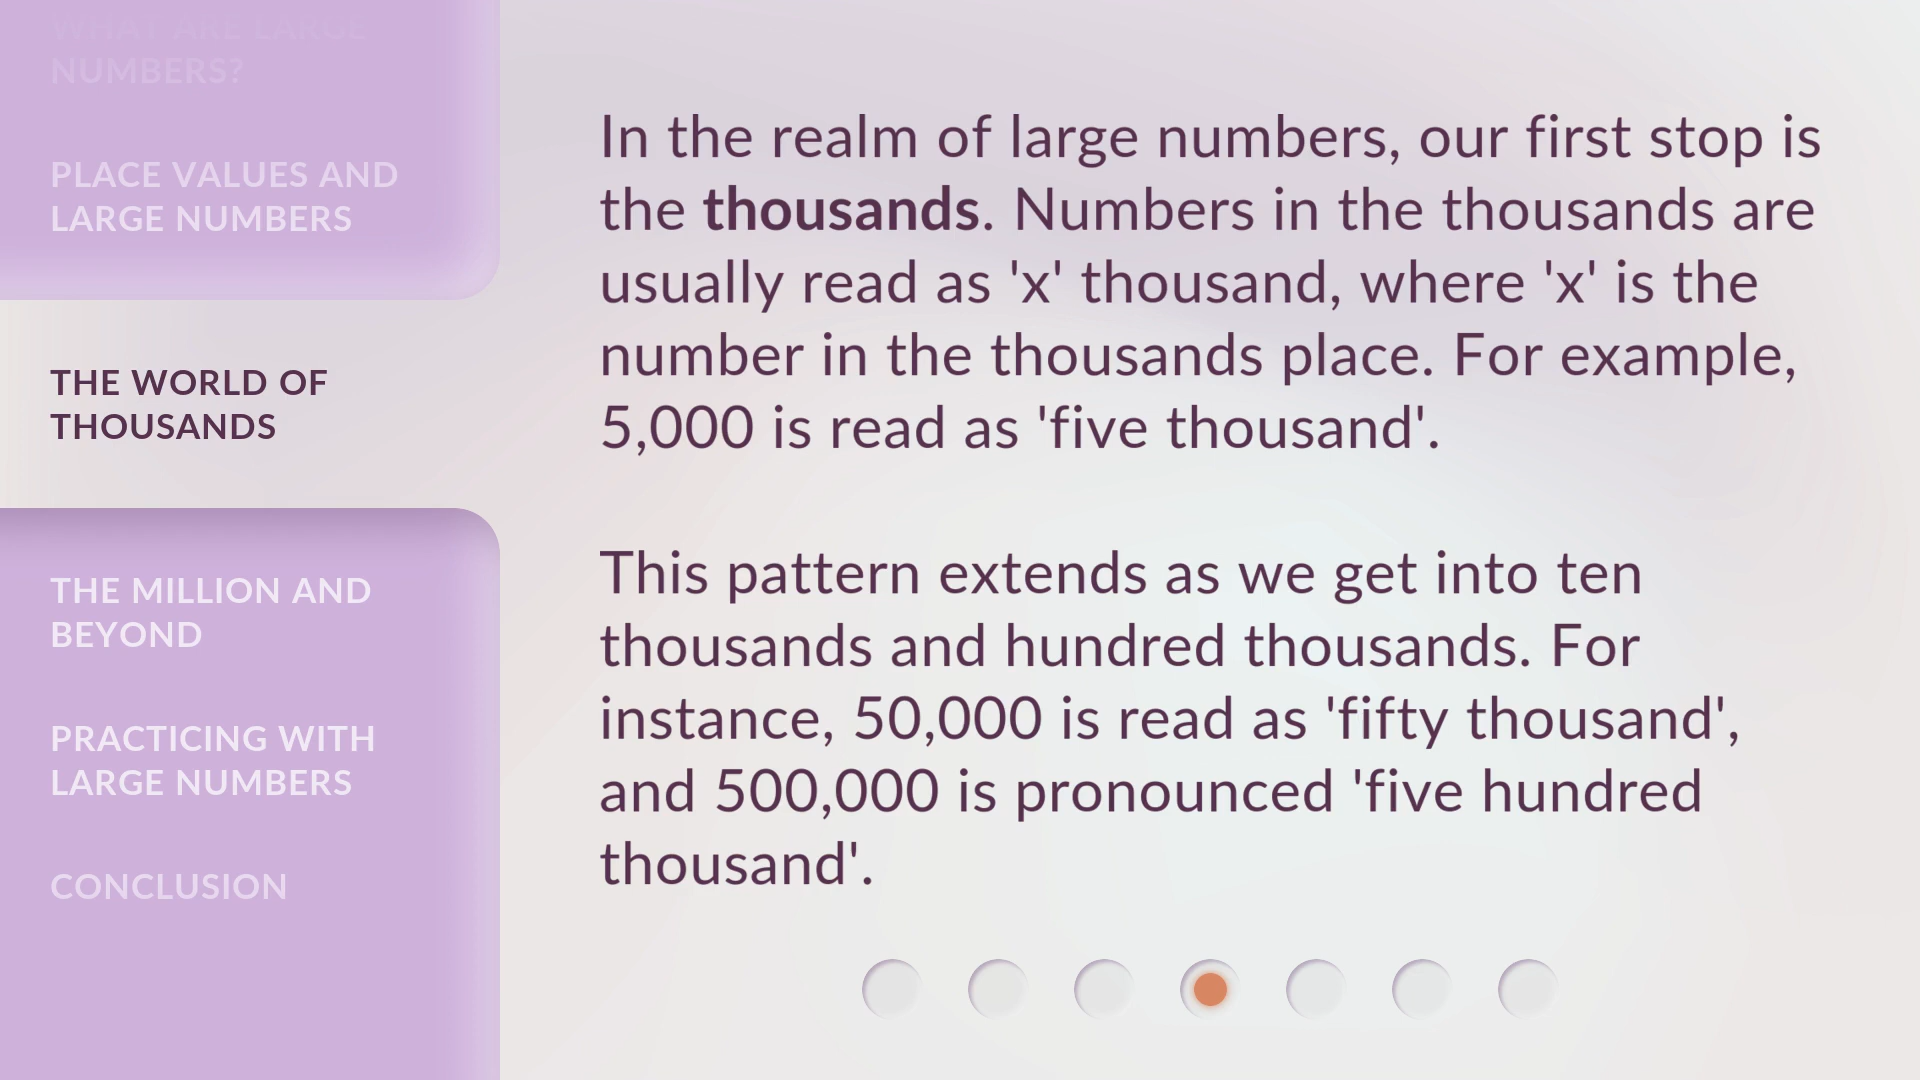 WHAT ARE LARGE
NUMBERS?
PLACE VALUES AND
LARGE NUMBERS
THE WORLD OF
THOUSANDS
THE MILLION AND
BEYOND
PRACTICING WITH
LARGE NUMBERS
CONCLUSION
In the realm of large numbers, our first stop is
the thousands. Numbers in the thousands are
usually read as 'x' thousand, where 'x' is the
number in the thousands place. For example,
5,000 is read as 'five thousand'.
This pattern extends as we get into ten
thousands and hundred thousands. For
instance, 50,000 is read as 'fifty thousand',
and 500,000 is pronounced 'five hundred
thousand'.